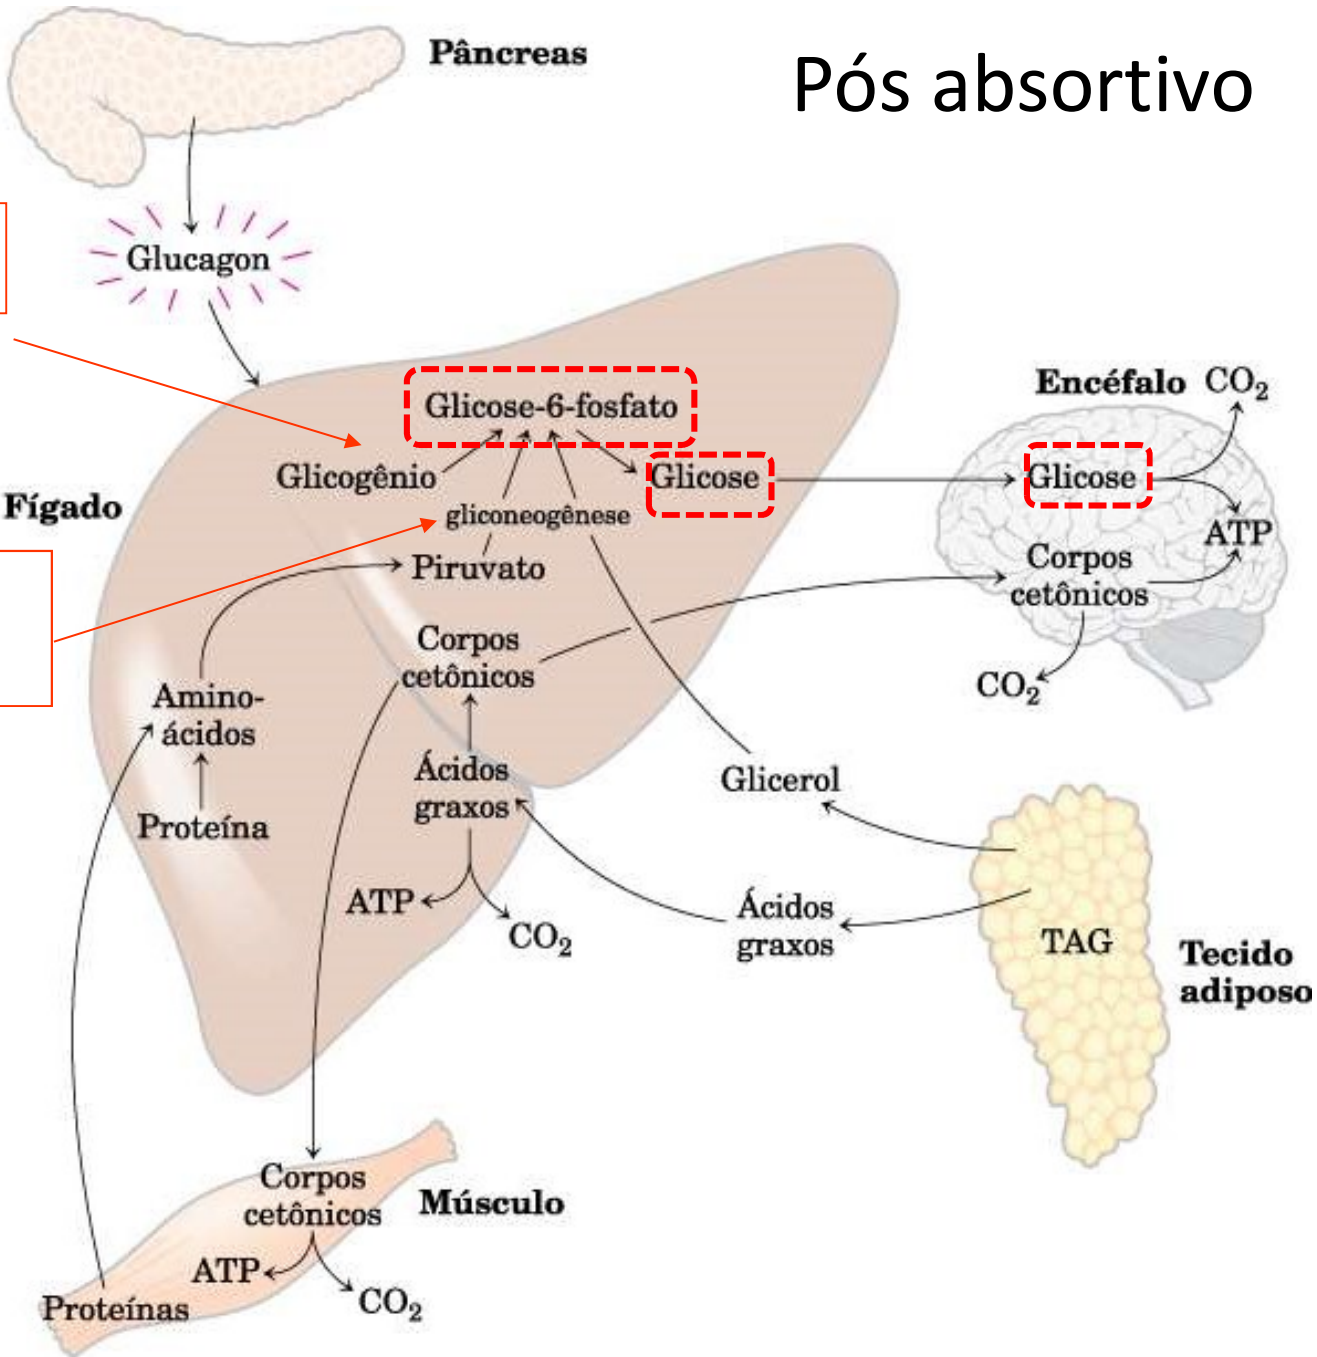 Pâncreas
Pós absortivo
Glucagon
Encéfalo
CO₂
Glicose-6-fosfato
Glicogênio
Glicose
Glicose
Fígado
gliconeogênese
ATP
Piruvato
Corpos
cetônicos
Corpos
cetônicos
CO₂
Amino-
ácidos
Ácidos
graxos
Glicerol
Proteína
ATP
CO₂
Ácidos
graxos
TAG
Tecido
adiposo
Corpos
cetônicos
Músculo
ATP
CO₂
Proteínas